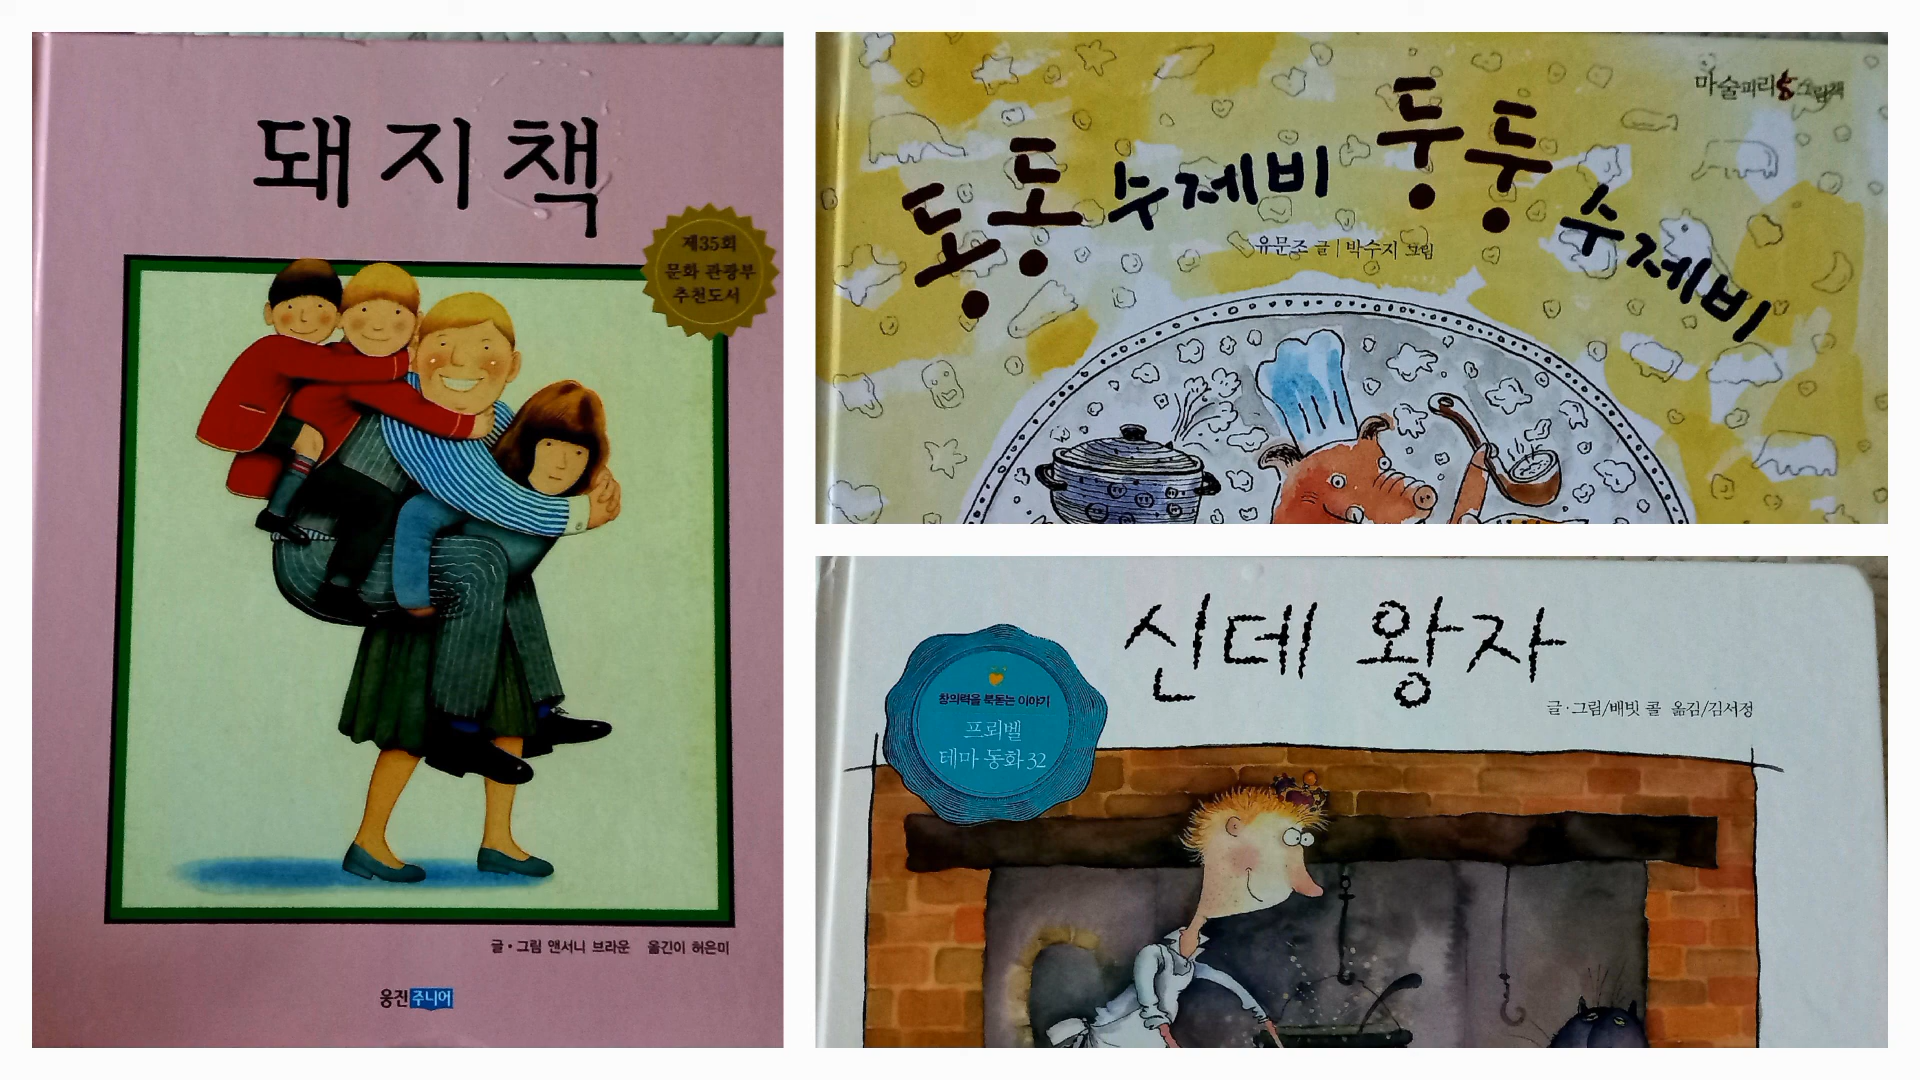 돼지책
제35회
문화 관광부
추천도서
글·그림 앤서니 브라운 옮긴이 허은미
웅진주니어
마술피리 그림책
동동 수제비 둥둥 수제비
유문조 글 | 박수지 그림
신데 왕자
글·그림/배빗 콜 옮김/김서정
창의력을 북돋는 이야기
프뢰벨
테마 동화 32